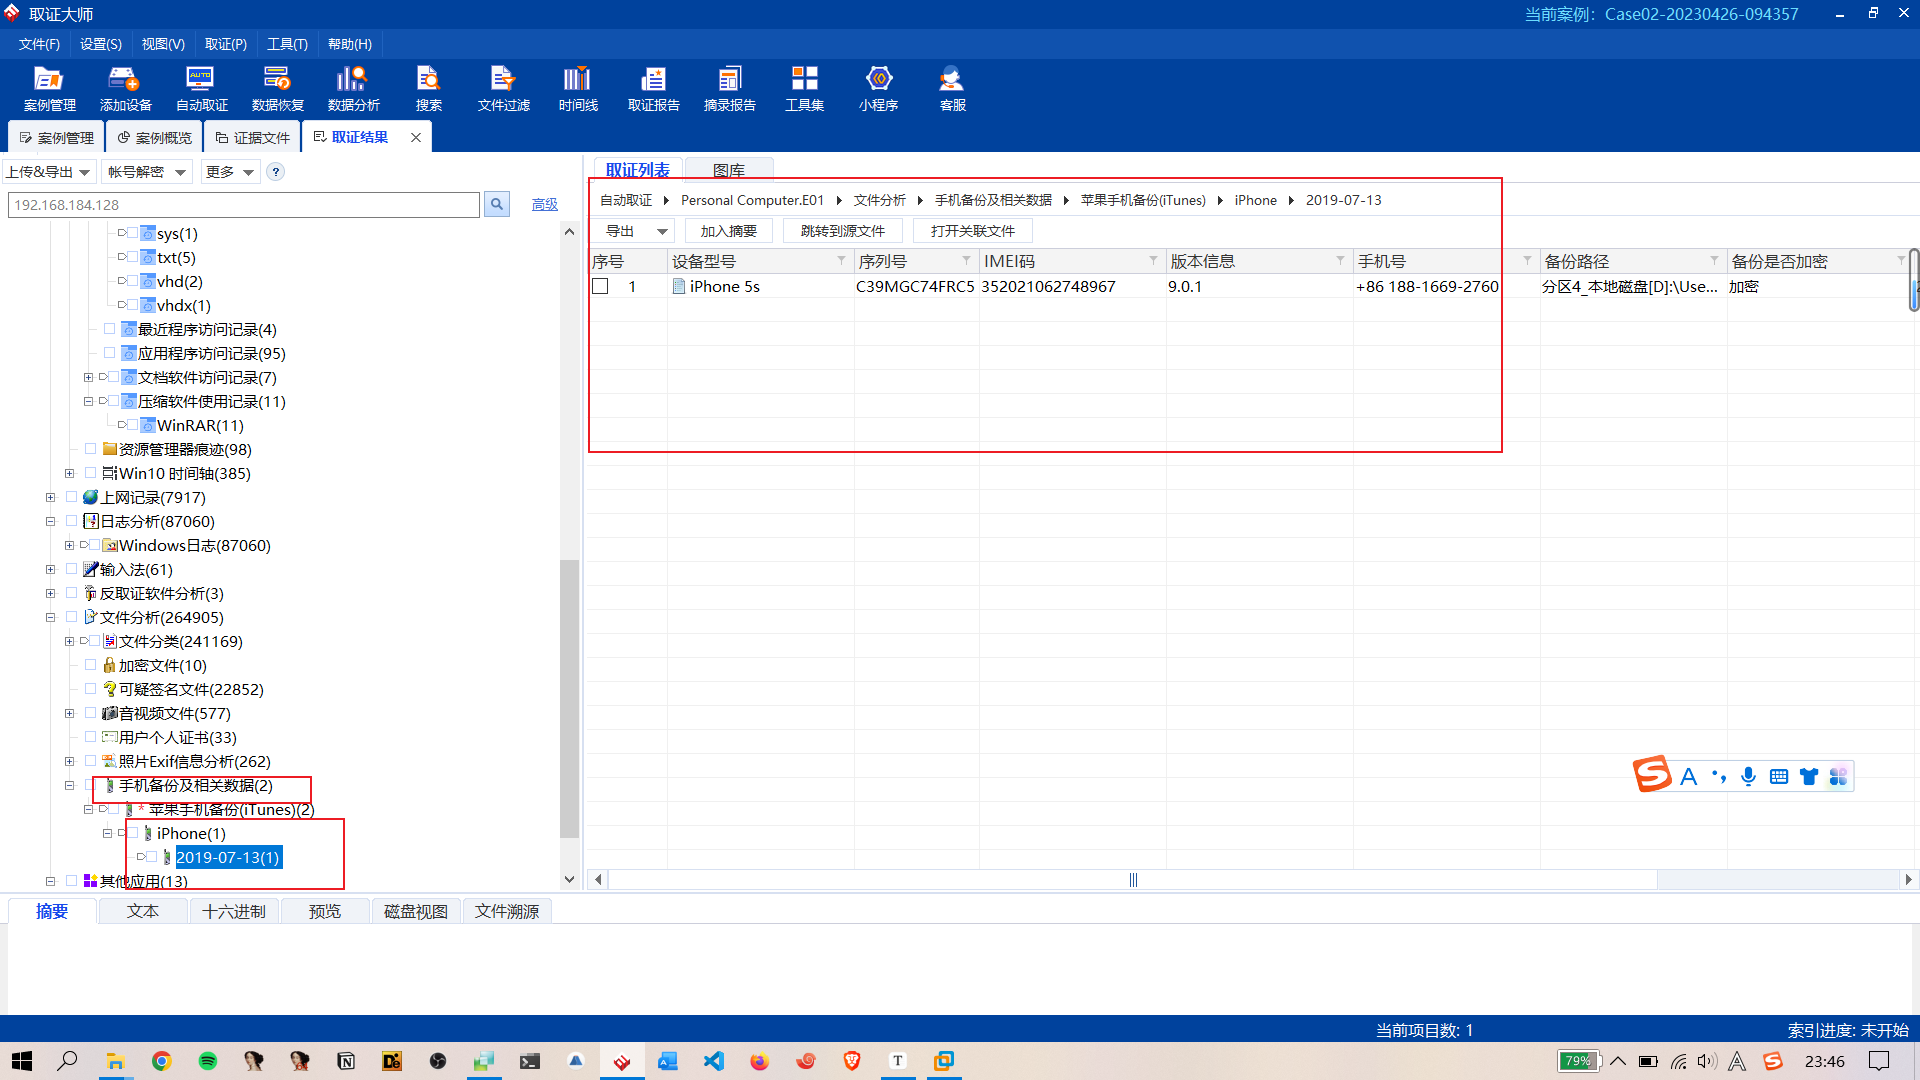 取证大师
当前案例: Case02-20230426-094357
文件(F) 设置(S) 视图(V) 取证(P) 工具(T) 帮助(H)
案例管理 添加设备 自动取证 数据恢复 数据分析 搜索 文件过滤 时间线 取证报告 摘录报告 工具集 小程序 客服
案例管理 案例概览 证据文件 取证结果
上传&导出 帐号解密 更多 ?
192.168.184.128 高级
sys(1)
txt(5)
vhd(2)
vhdx(1)
最近程序访问记录(4)
应用程序访问记录(95)
文档软件访问记录(7)
压缩软件使用记录(11)
WinRAR(11)
资源管理器痕迹(98)
Win10 时间轴(385)
上网记录(7917)
日志分析(87060)
Windows日志(87060)
输入法(61)
反取证软件分析(3)
文件分析(264905)
文件分类(241169)
加密文件(10)
可疑签名文件(22852)
音视频文件(577)
用户个人证书(33)
照片Exif信息分析(262)
手机备份及相关数据(2)
* 苹果手机备份(iTunes)(2)
iPhone(1)
2019-07-13(1)
其他应用(13)
取证列表 图库
自动取证 Personal Computer.E01 文件分析 手机备份及相关数据 苹果手机备份(iTunes) iPhone 2019-07-13
导出 加入摘要 跳转到源文件 打开关联文件
序号 设备型号 序列号 IMEI码 版本信息 手机号 备份路径 备份是否加密
1 iPhone 5s C39MGC74FRC5 352021062748967 9.0.1 +86 188-1669-2760 分区4_本地磁盘[D]:\Use... 加密
摘要 文本 十六进制 预览 磁盘视图 文件溯源
当前项目数: 1
索引进度: 未开始
79% 23:46